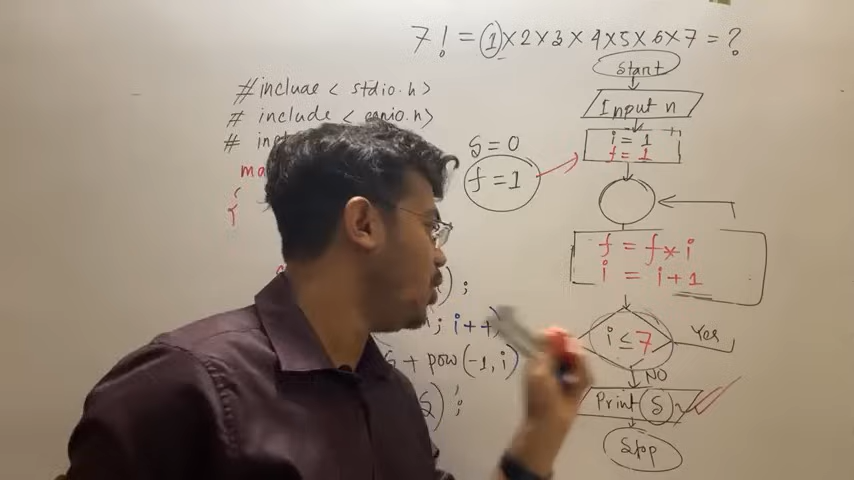 7! = 1×2×3×4×5×6×7 = ?
#include < stdio.h>
# include < conio.h>
#
{
;
; i++)
+ pow(-1, i)
) ;
S = 0
f = 1
Start
Input n
i = 1
f = 1
f = f * i
i = i+1
i ≤ 7
Yes
NO
Print (S)
Stop